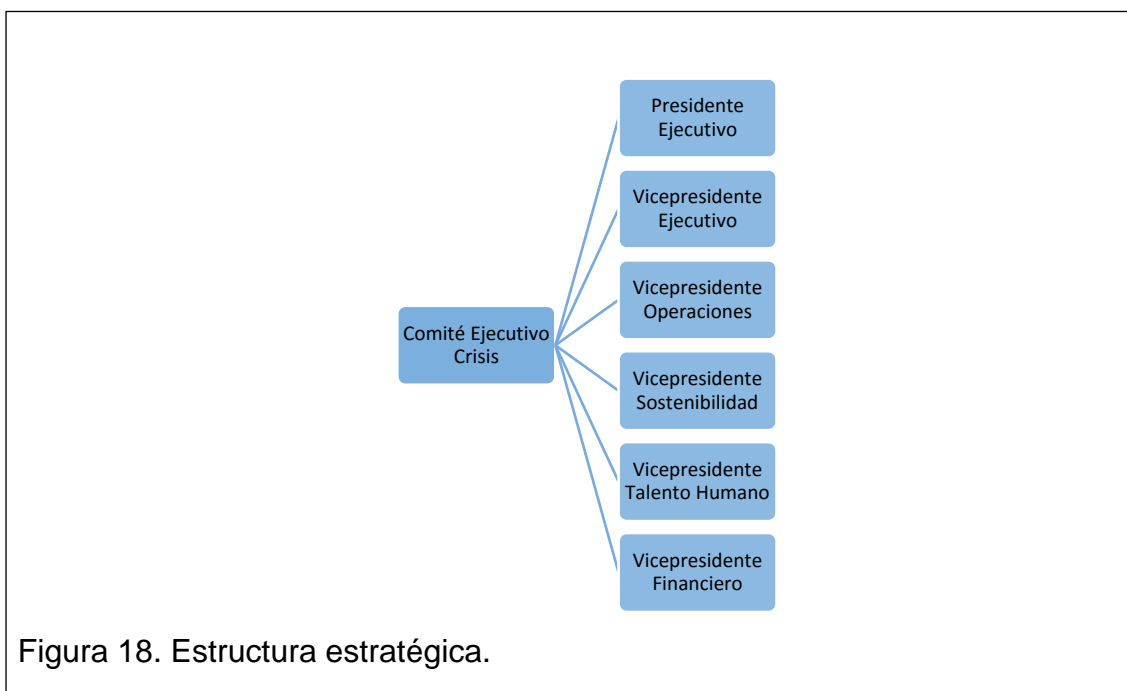 Presidente
Ejecutivo
Vicepresidente
Ejecutivo
Vicepresidente
Operaciones
Comité Ejecutivo
Crisis
Vicepresidente
Sostenibilidad
Vicepresidente
Talento Humano
Vicepresidente
Financiero
Figura 18. Estructura estratégica.